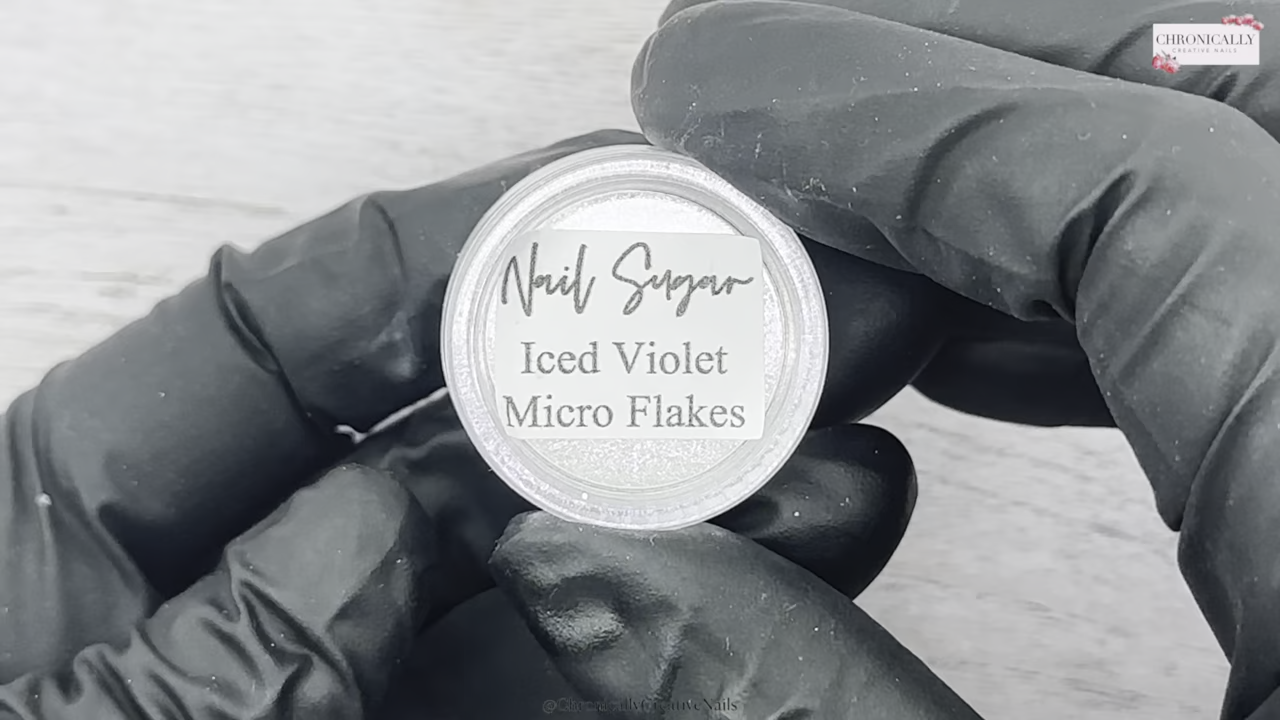 CHRONICALLY
CREATIVE NAILS
Nail Sugar
Iced Violet
Micro Flakes
@ChronicallyCreativeNails